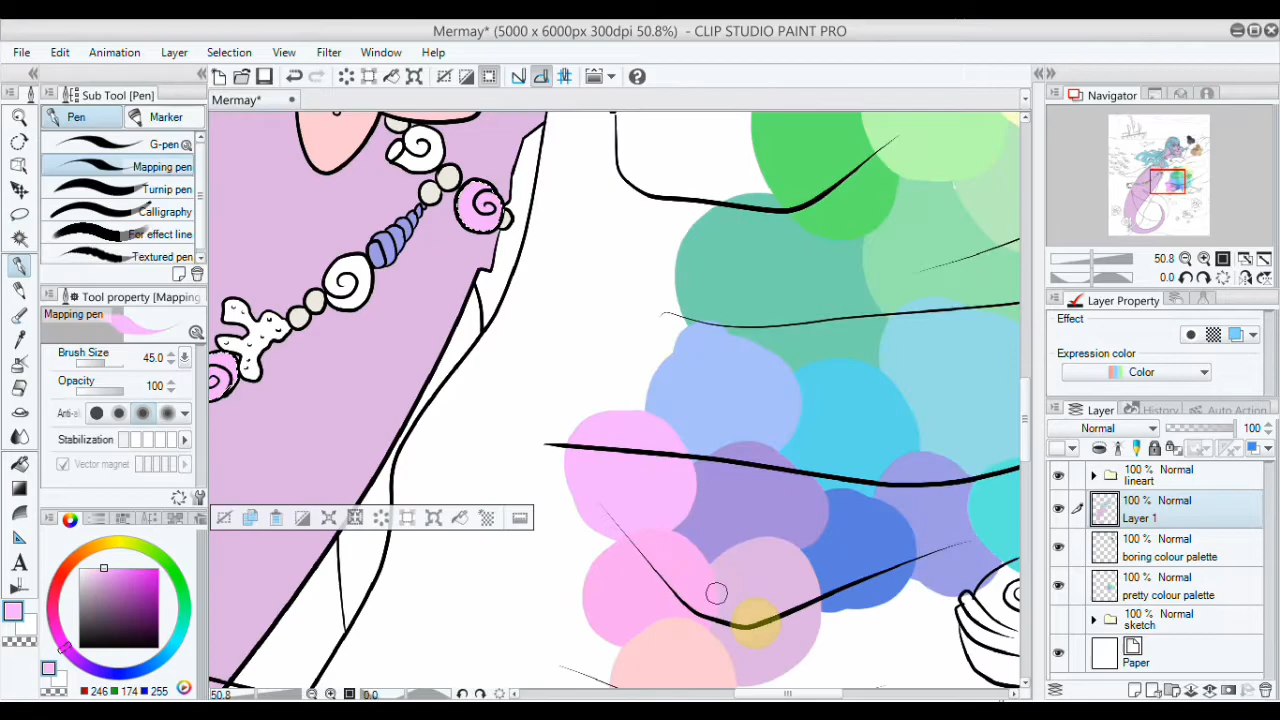 Mermay* (5000 x 6000px 300dpi 50.8%) - CLIP STUDIO PAINT PRO
File Edit Animation Layer Selection View Filter Window Help
Sub Tool [Pen]
Mermay*
Navigator
Pen Marker
G-pen
Mapping pen
Turnip pen
Calligraphy
For effect line
Textured pen
Tool property [Mapping
Mapping pen
Brush Size 45.0
Opacity 100
Anti-al
Stabilization
Vector magnet
50.8
0.0
Layer Property
Effect
Expression color
Color
Layer History Auto Action
Normal 100
100 % Normal
lineart
100 % Normal
Layer 1
100 % Normal
boring colour palette
100 % Normal
pretty colour palette
100 % Normal
sketch
Paper
246 174 255
50.8 0.0